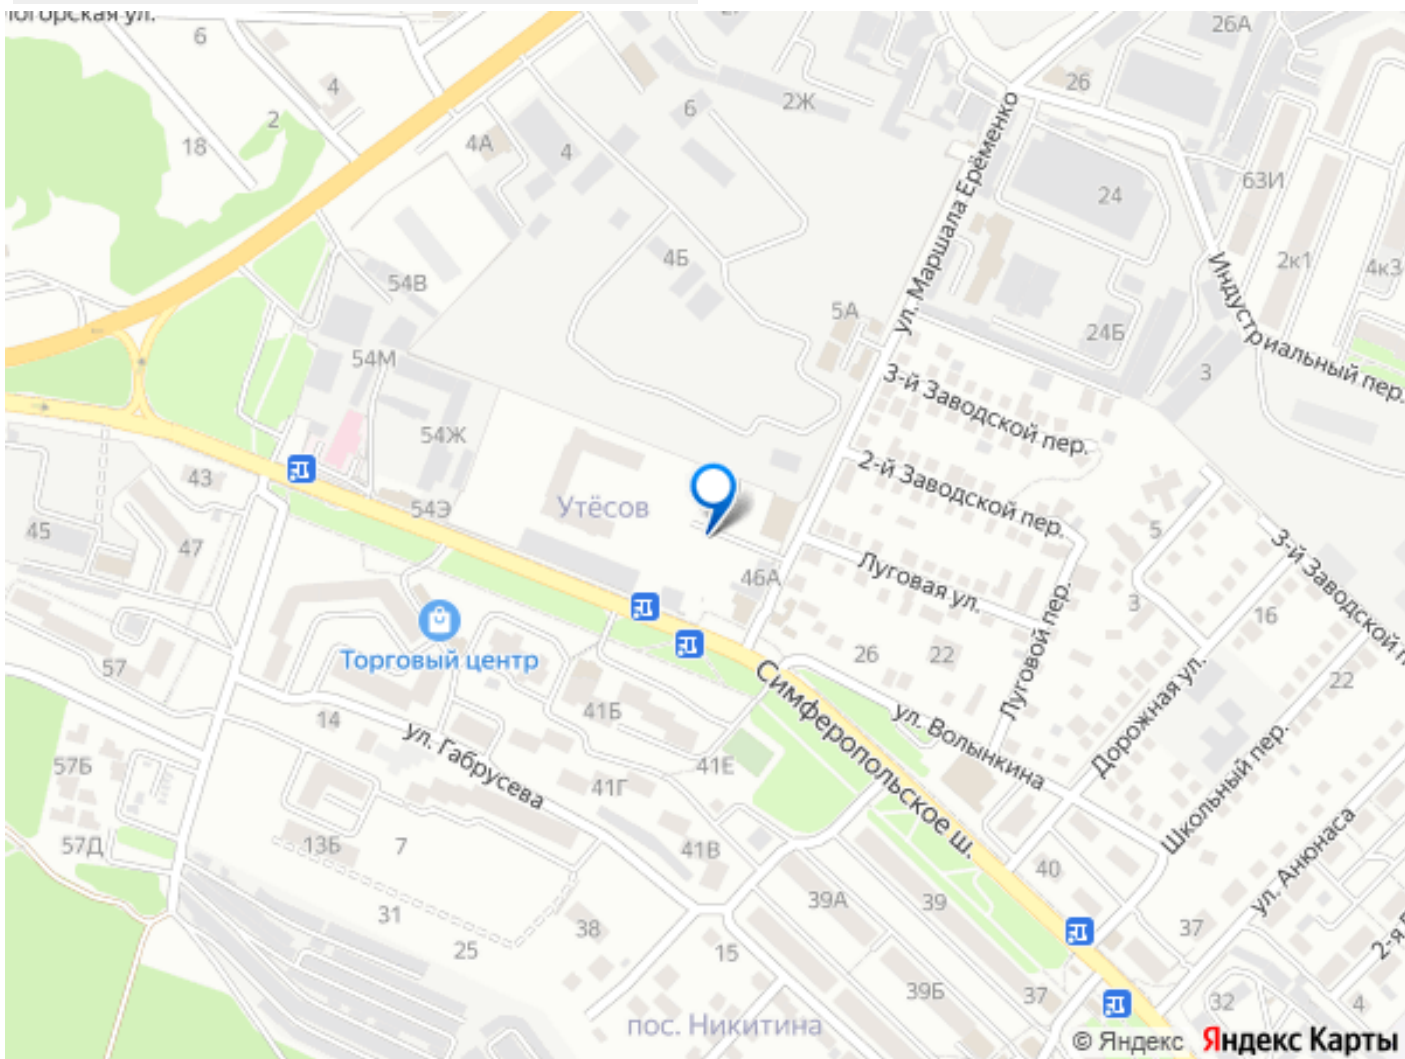 6
4
2
18
4А
4
6
2Ж
26А
26
24
63И
2к1
4к3
ул. Маршала Ерёменко
Индустриальный пер.
4Б
54В
5А
24Б
3
54М
54Ж
3-й Заводской пер.
2-й Заводской пер.
43
45
47
54Э
Утёсов
46А
Луговая ул.
Луговой пер.
5
3
3-й Заводской п
16
22
Торговый центр
57
14
41Б
26
22
ул. Волынкина
Симферопольское ш.
Дорожная ул.
Школьный пер.
ул. Анюнаса
ул. Габрусева
57Б
57Д
13Б
7
41Г
41Е
41В
31
25
38
15
39А
39
39Б
37
40
37
32
4
2-я
пос. Никитина
© Яндекс Яндекс Карты